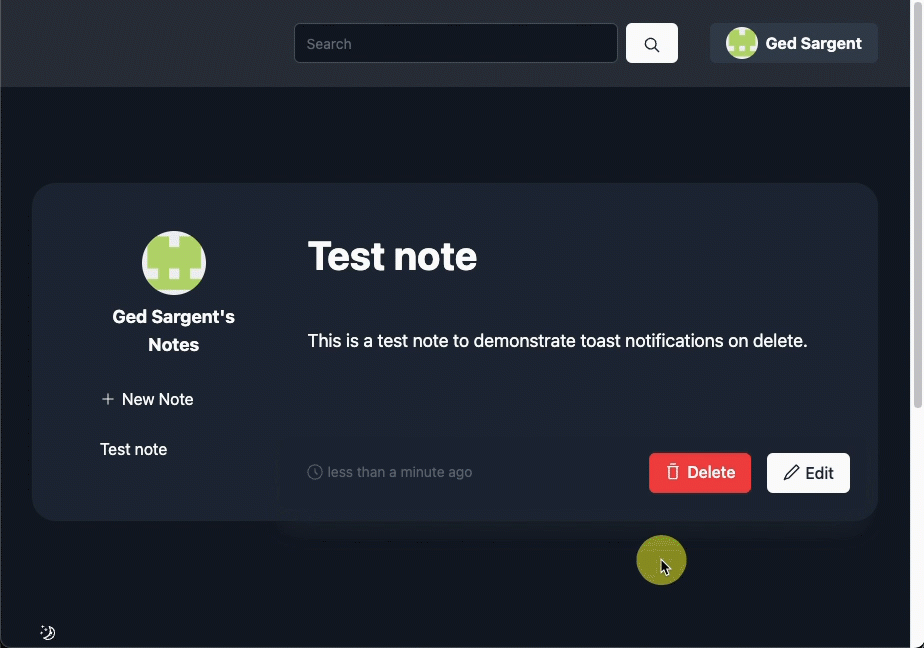 Search
Ged Sargent
Ged Sargent's
Notes
New Note
Test note
Test note
This is a test note to demonstrate toast notifications on delete.
less than a minute ago
Delete
Edit